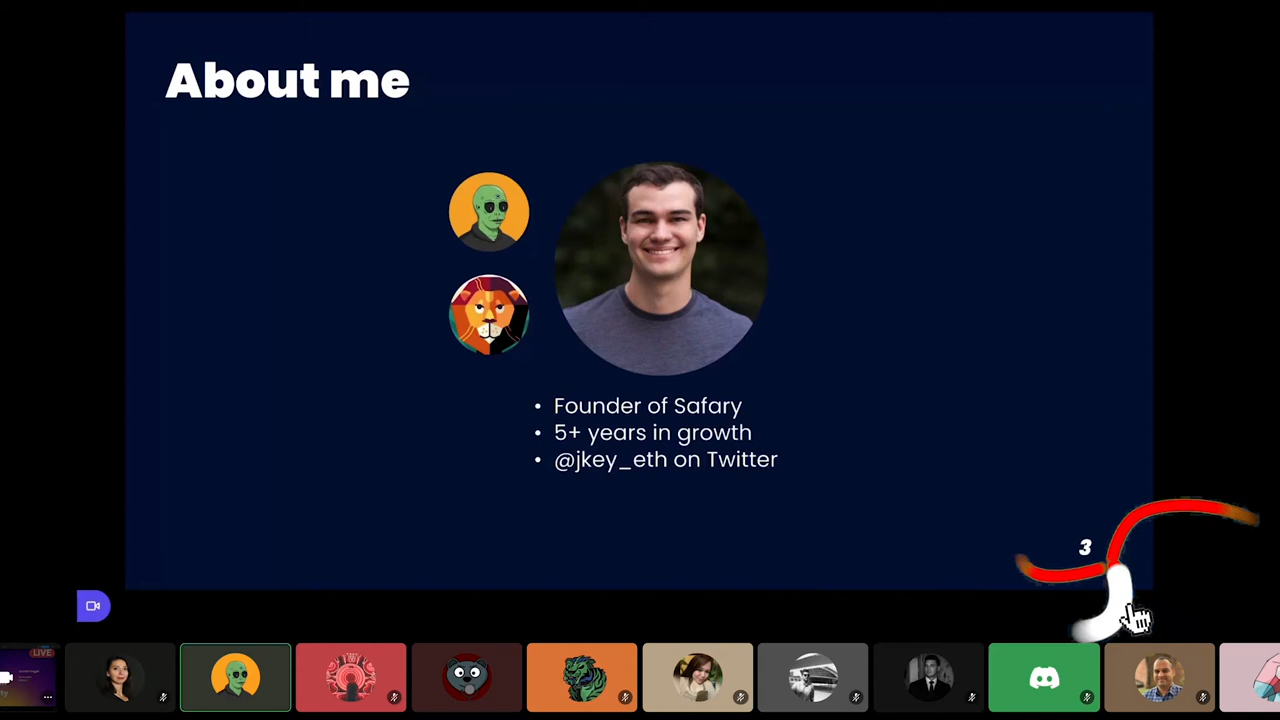 About me
• Founder of Safary
• 5+ years in growth
• @jkey_eth on Twitter
3
LIVE